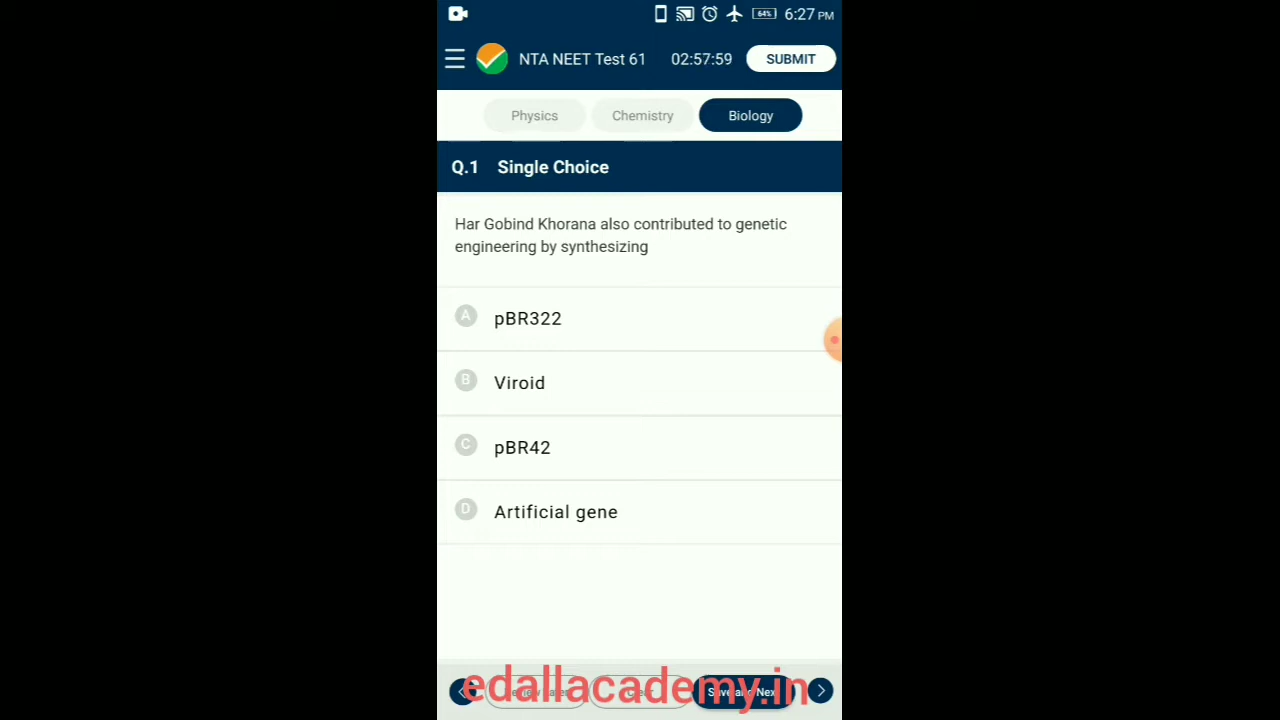 64% 6:27 PM
NTA NEET Test 61 02:57:59 SUBMIT
Physics Chemistry Biology
Q.1 Single Choice
Har Gobind Khorana also contributed to genetic
engineering by synthesizing
A pBR322
B Viroid
C pBR42
D Artificial gene
edallacademy.in